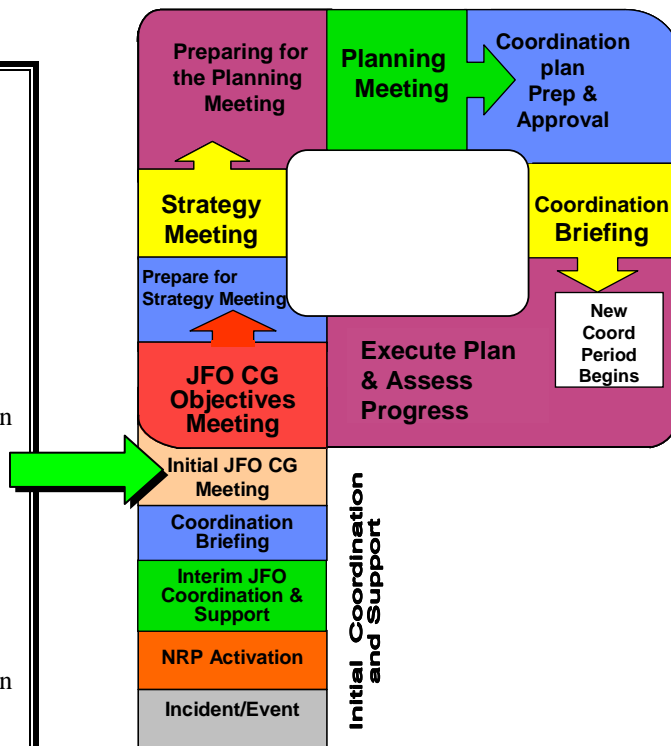 Preparing for
the Planning
Meeting
Planning
Meeting
Coordination
plan
Prep &
Approval
Strategy
Meeting
Coordination
Briefing
Prepare for
Strategy Meeting
New
Coord
Period
Begins
Execute Plan
& Assess
Progress
JFO CG
Objectives
Meeting
n
Initial JFO CG
Meeting
Coordination
Briefing
Interim JFO
Coordination &
Support
NRP Activation
n
Incident/Event
Initial Coordination
and Support